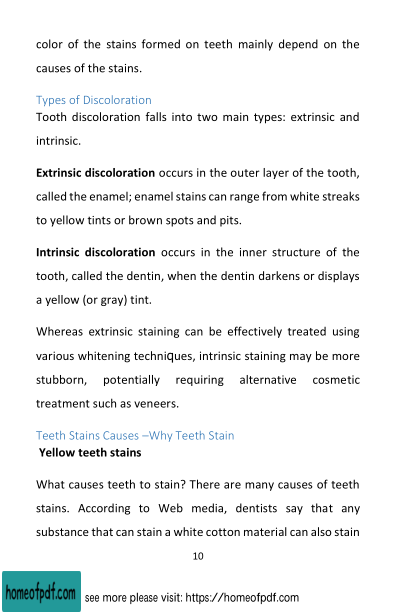 color of the stains formed on teeth mainly depend on the
causes of the stains.
Types of Discoloration
Tooth discoloration falls into two main types: extrinsic and
intrinsic.
Extrinsic discoloration occurs in the outer layer of the tooth,
called the enamel; enamel stains can range from white streaks
to yellow tints or brown spots and pits.
Intrinsic discoloration occurs in the inner structure of the
tooth, called the dentin, when the dentin darkens or displays
a yellow (or gray) tint.
Whereas extrinsic staining can be effectively treated using
various whitening techniques, intrinsic staining may be more
stubborn, potentially requiring alternative cosmetic
treatment such as veneers.
Teeth Stains Causes –Why Teeth Stain
Yellow teeth stains
What causes teeth to stain? There are many causes of teeth
stains. According to Web media, dentists say that any
substance that can stain a white cotton material can also stain
10
homeofpdf.com see more please visit: https://homeofpdf.com